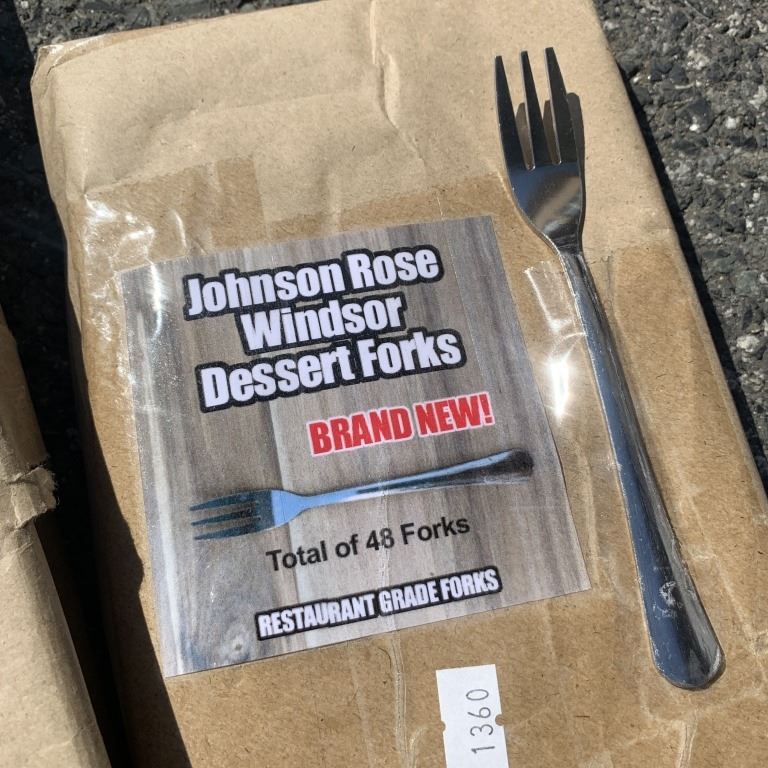 Johnson Rose
Windsor
Dessert Forks
BRAND NEW!
Total of 48 Forks
RESTAURANT GRADE FORKS
1360